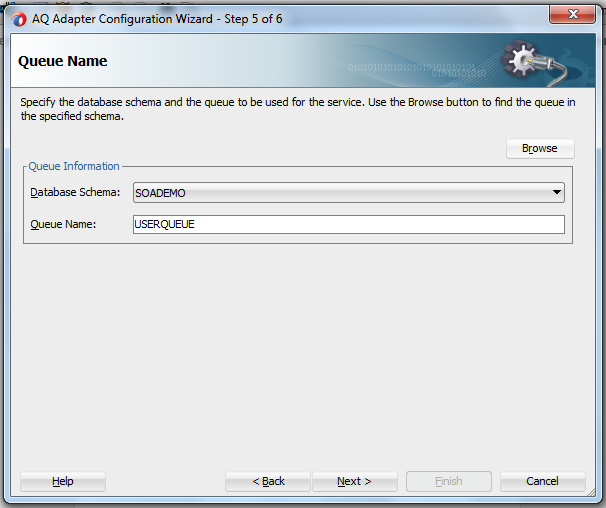 AQ Adapter Configuration Wizard - Step 5 of 6
Queue Name
Specify the database schema and the queue to be used for the service. Use the Browse button to find the queue in
the specified schema.
Browse
Queue Information
Database Schema: SOADEMO
Queue Name: USERQUEUE
Help < Back Next > Finish Cancel